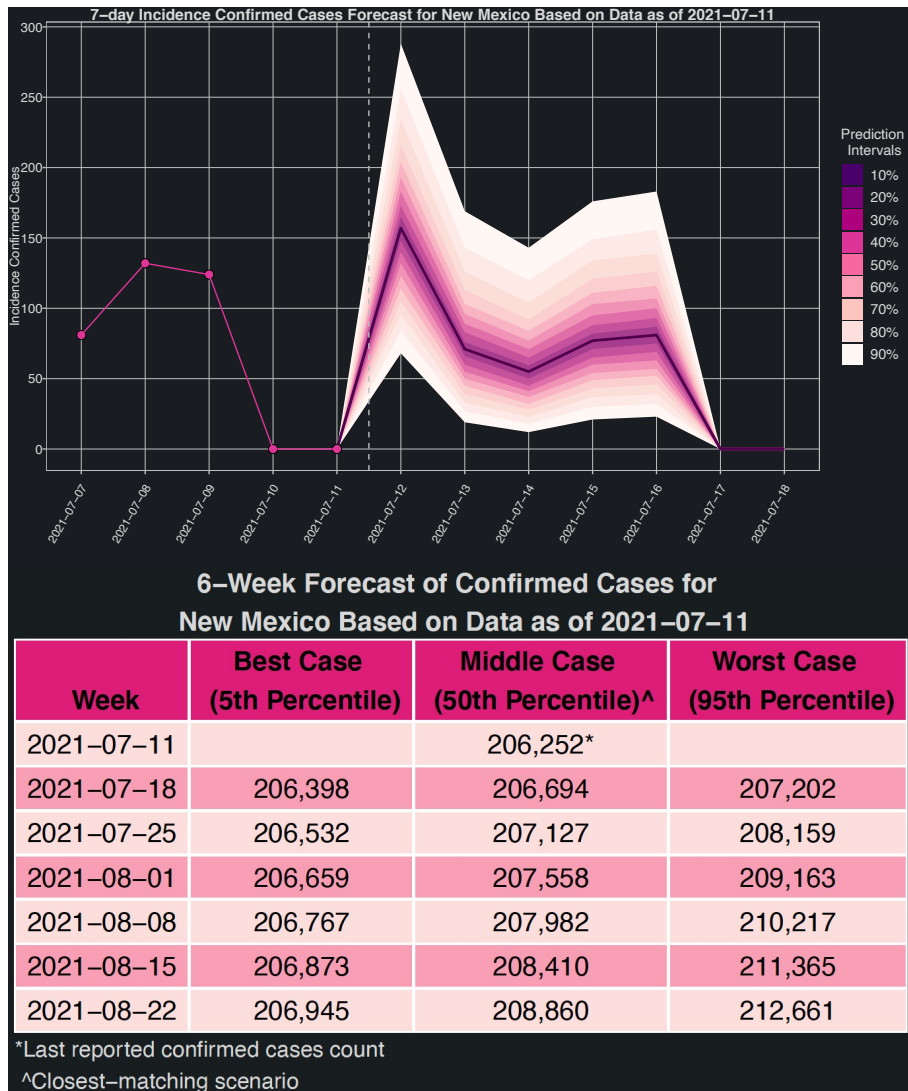 7−day Incidence Confirmed Cases Forecast for New Mexico Based on Data as of 2021−07−11
Incidence Confirmed Cases
300
250
200
150
100
50
0
2021−07−07
2021−07−08
2021−07−09
2021−07−10
2021−07−11
2021−07−12
2021−07−13
2021−07−14
2021−07−15
2021−07−16
2021−07−17
2021−07−18
Prediction
Intervals
10%
20%
30%
40%
50%
60%
70%
80%
90%
6−Week Forecast of Confirmed Cases for
New Mexico Based on Data as of 2021−07−11
Best Case Middle Case Worst Case
Week (5th Percentile) (50th Percentile)^ (95th Percentile)
2021−07−11 206,252*
2021−07−18 206,398 206,694 207,202
2021−07−25 206,532 207,127 208,159
2021−08−01 206,659 207,558 209,163
2021−08−08 206,767 207,982 210,217
2021−08−15 206,873 208,410 211,365
2021−08−22 206,945 208,860 212,661
*Last reported confirmed cases count
^Closest−matching scenario